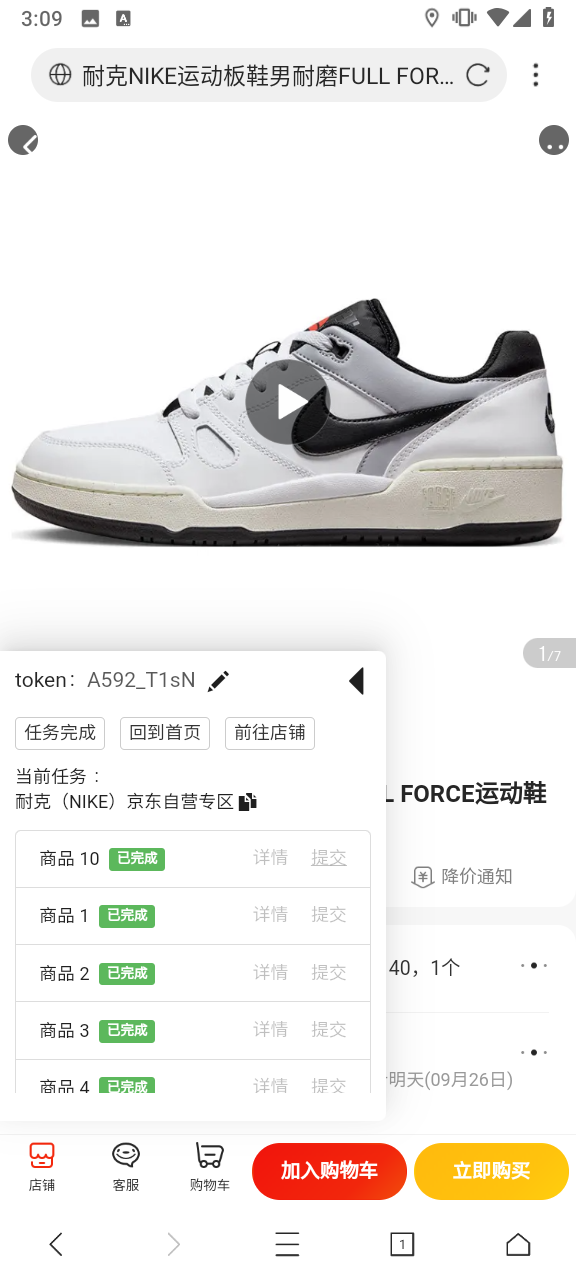 3:09
A
耐克NIKE运动板鞋男耐磨FULL FOR...
1/7
token: A592_T1sN
任务完成 回到首页 前往店铺
当前任务：
耐克（NIKE）京东自营专区
L FORCE运动鞋
商品 10 已完成 详情 提交
降价通知
商品 1 已完成 详情 提交
商品 2 已完成 详情 提交
40，1个
商品 3 已完成 详情 提交
明天(09月26日)
商品 4 已完成 详情 提交
店铺 客服 购物车 加入购物车 立即购买
1